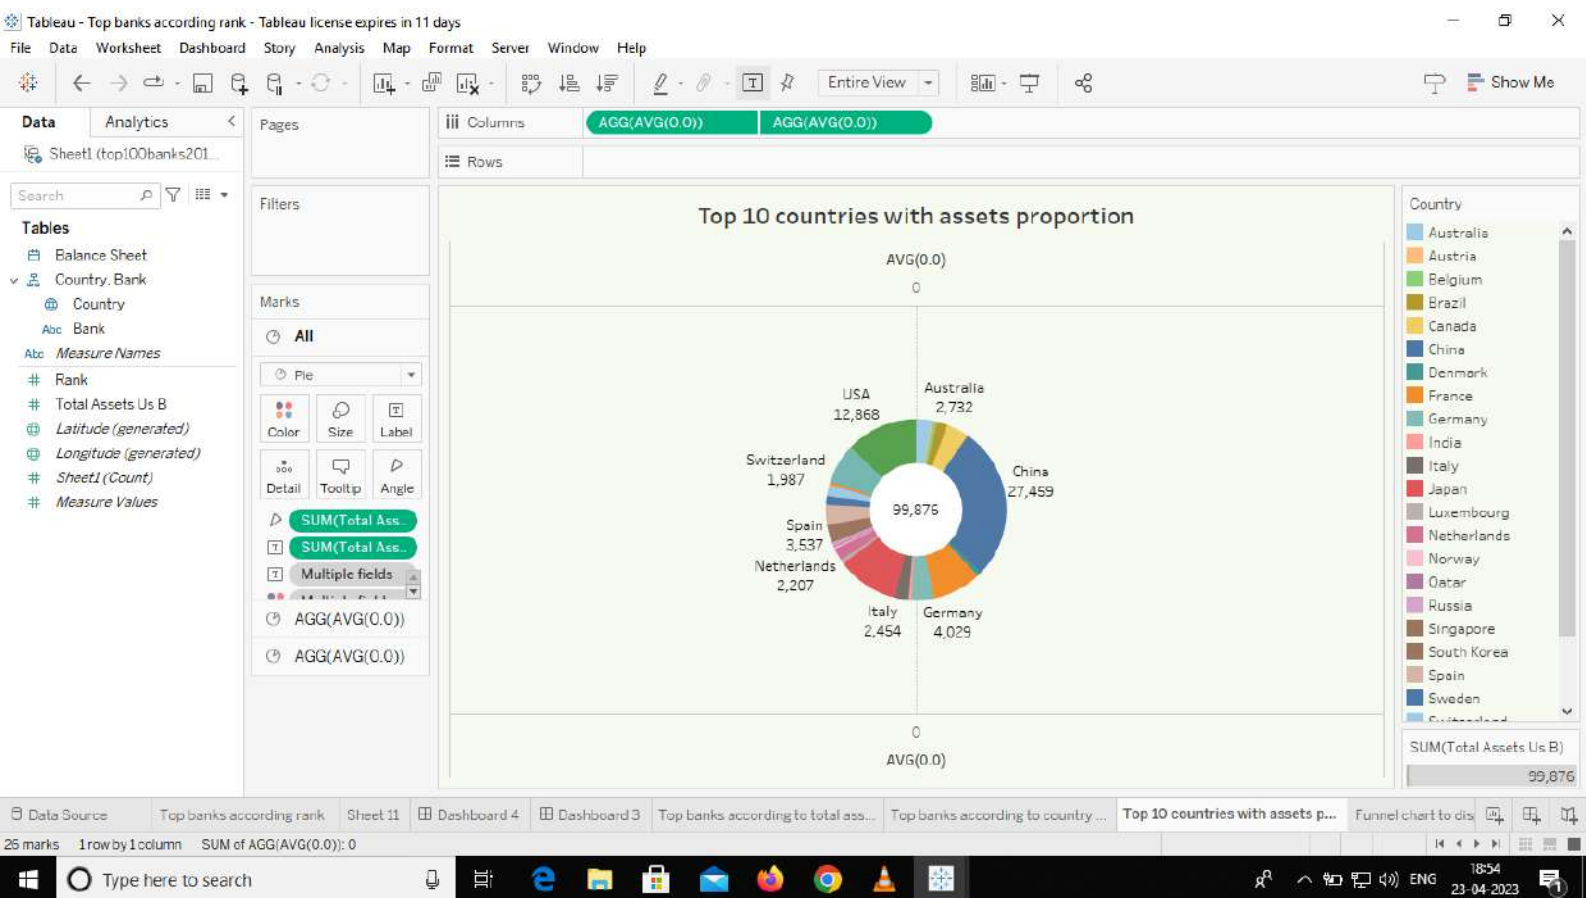 Tableau - Top banks according rank - Tableau license expires in 11 days
File Data Worksheet Dashboard Story Analysis Map Format Server Window Help
Entire View
Show Me
Data Analytics
Sheet1 (top100banks201...
Search
Tables
Balance Sheet
Country, Bank
Country
Abc Bank
Abc Measure Names
# Rank
# Total Assets Us B
Latitude (generated)
Longitude (generated)
# Sheet1 (Count)
# Measure Values
Pages
Filters
Marks
All
Pie
Color Size Label
Detail Tooltip Angle
SUM(Total Ass..
SUM(Total Ass..
Multiple fields
AGG(AVG(0.0))
AGG(AVG(0.0))
iii Columns AGG(AVG(0.0)) AGG(AVG(0.0))
Rows
Top 10 countries with assets proportion
AVG(0.0)
0
USA
12,868
Australia
2,732
Switzerland
1,987
China
27,459
99,876
Spain
3,537
Netherlands
2,207
Italy
2,454
Germany
4,029
0
AVG(0.0)
Country
Australia
Austria
Belgium
Brazil
Canada
China
Denmark
France
Germany
India
Italy
Japan
Luxembourg
Netherlands
Norway
Qatar
Russia
Singapore
South Korea
Spain
Sweden
SUM(Total Assets Us B)
99,876
Data Source Top banks according rank Sheet 11 Dashboard 4 Dashboard 3 Top banks according to total ass... Top banks according to country ... Top 10 countries with assets p... Funnel chart to dis
26 marks 1 row by 1 column SUM of AGG(AVG(0.0)): 0
Type here to search
ENG
18:54
23-04-2023
1